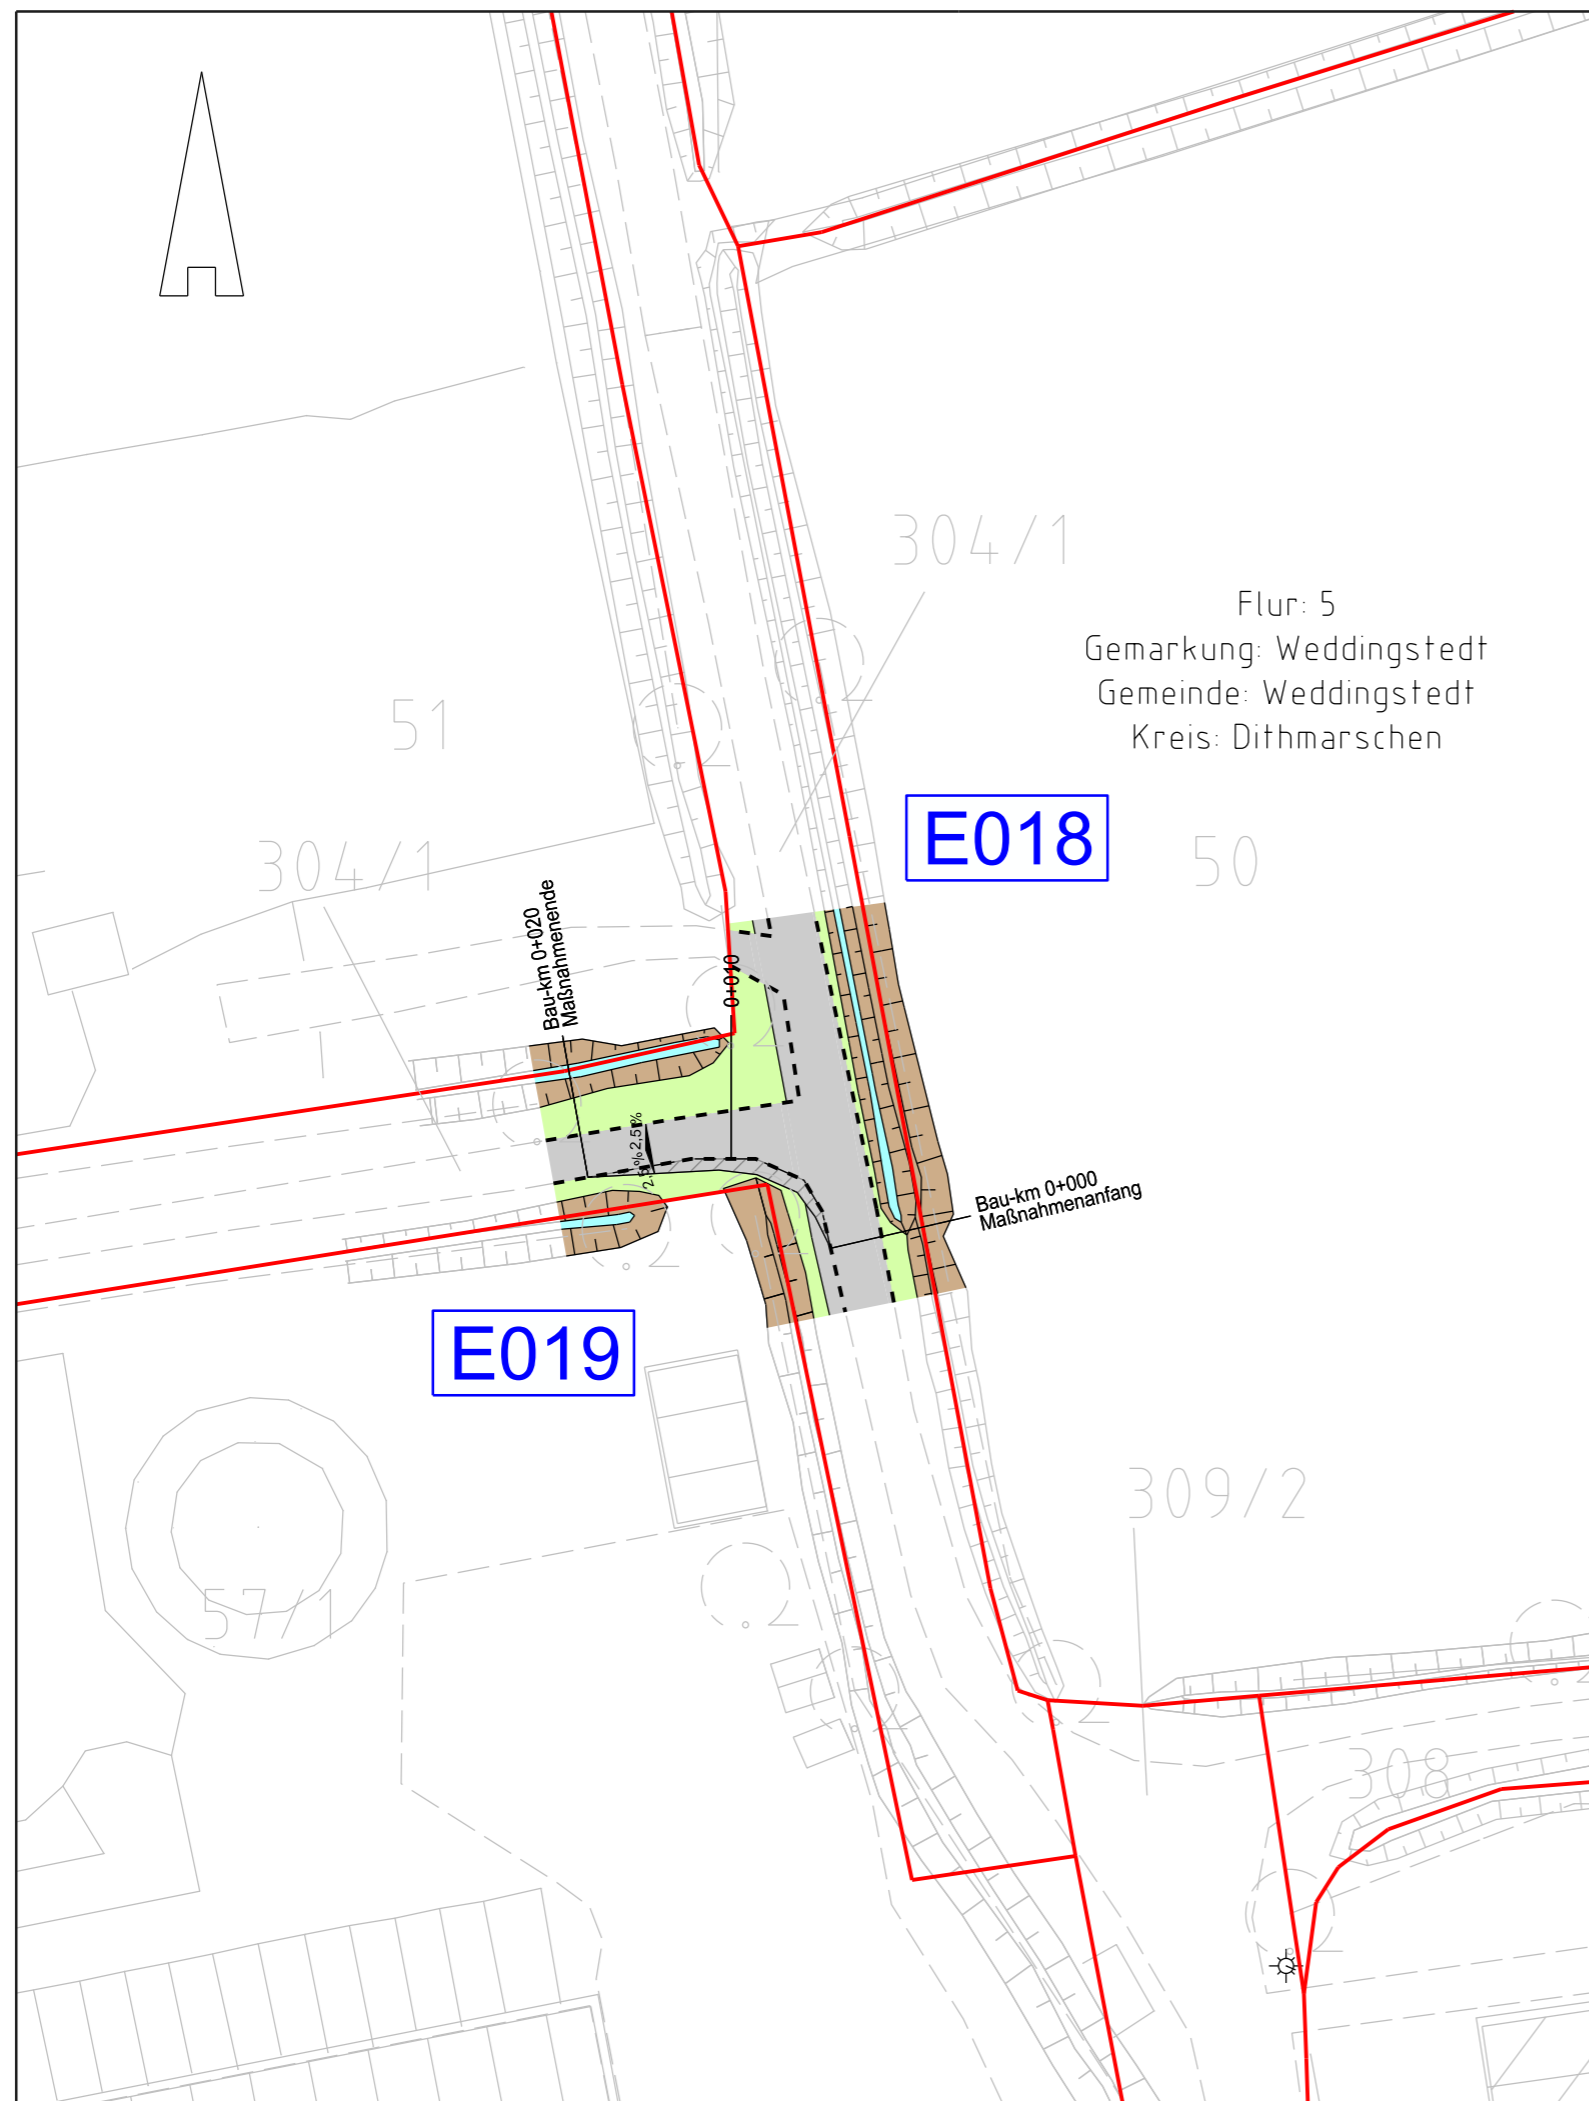 304/1
Flur: 5
Gemarkung: Weddingstedt
Gemeinde: Weddingstedt
Kreis: Dithmarschen
51
E018
304/1
50
Bau-km 0+020
Maßnahmenende
0+010
2,5 % 2,5 %
Bau-km 0+000
Maßnahmenanfang
E019
309/2
57/1
308